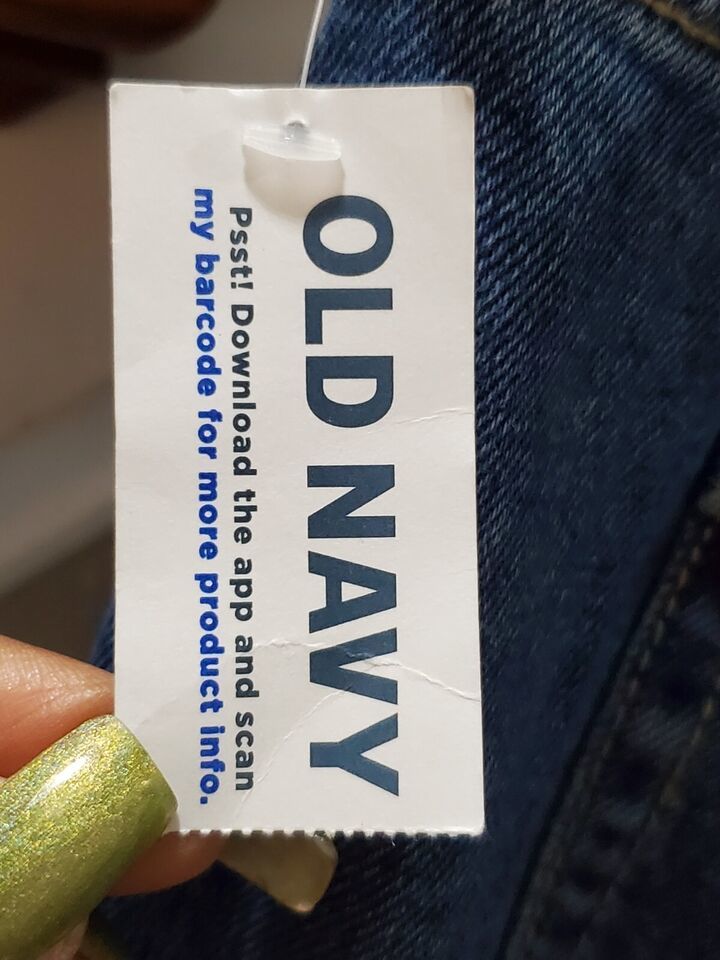 OLD NAVY
Psst! Download the app and scan
my barcode for more product info.